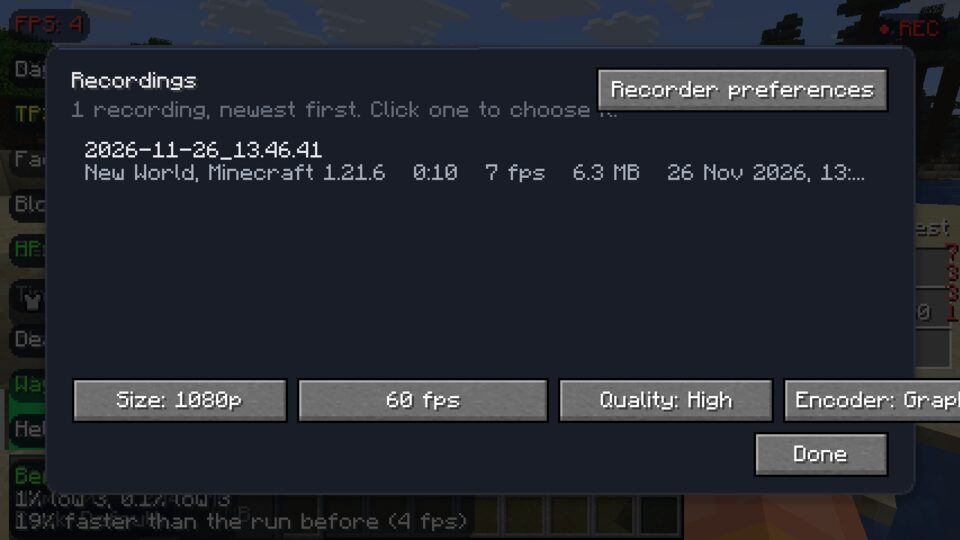 FPS: 4
REC
Recordings
Recorder preferences
1 recording, newest first. Click one to choose it.
2026-11-26_13.46.41
New World, Minecraft 1.21.6 0:10 7 fps 6.3 MB 26 Nov 2026, 13:...
Size: 1080p
60 fps
Quality: High
Encoder: Grap
Done
1% low 3, 0.1% low 3
19% faster than the run before (4 fps)